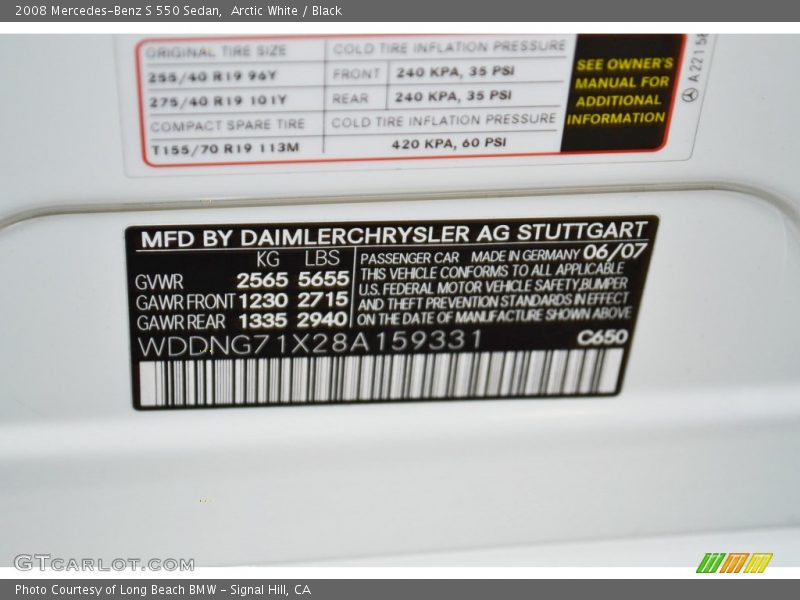 2008 Mercedes-Benz S 550 Sedan,  Arctic White / Black
ORIGINAL TIRE SIZE COLD TIRE INFLATION PRESSURE
255/40 R19 96Y FRONT 240 KPA, 35 PSI
275/40 R19 101Y REAR 240 KPA, 35 PSI
COMPACT SPARE TIRE COLD TIRE INFLATION PRESSURE
T155/70 R19 113M 420 KPA, 60 PSI
SEE OWNER'S
MANUAL FOR
ADDITIONAL
INFORMATION
A 221 58
MFD BY DAIMLERCHRYSLER AG STUTTGART
KG LBS
GVWR 2565 5655
GAWR FRONT 1230 2715
GAWR REAR 1335 2940
PASSENGER CAR MADE IN GERMANY 06/07
THIS VEHICLE CONFORMS TO ALL APPLICABLE
U.S. FEDERAL MOTOR VEHICLE SAFETY,BUMPER
AND THEFT PREVENTION STANDARDS IN EFFECT
ON THE DATE OF MANUFACTURE SHOWN ABOVE
WDDNG71X28A159331 C650
GTCARLOT.COM
Photo Courtesy of Long Beach BMW - Signal Hill, CA